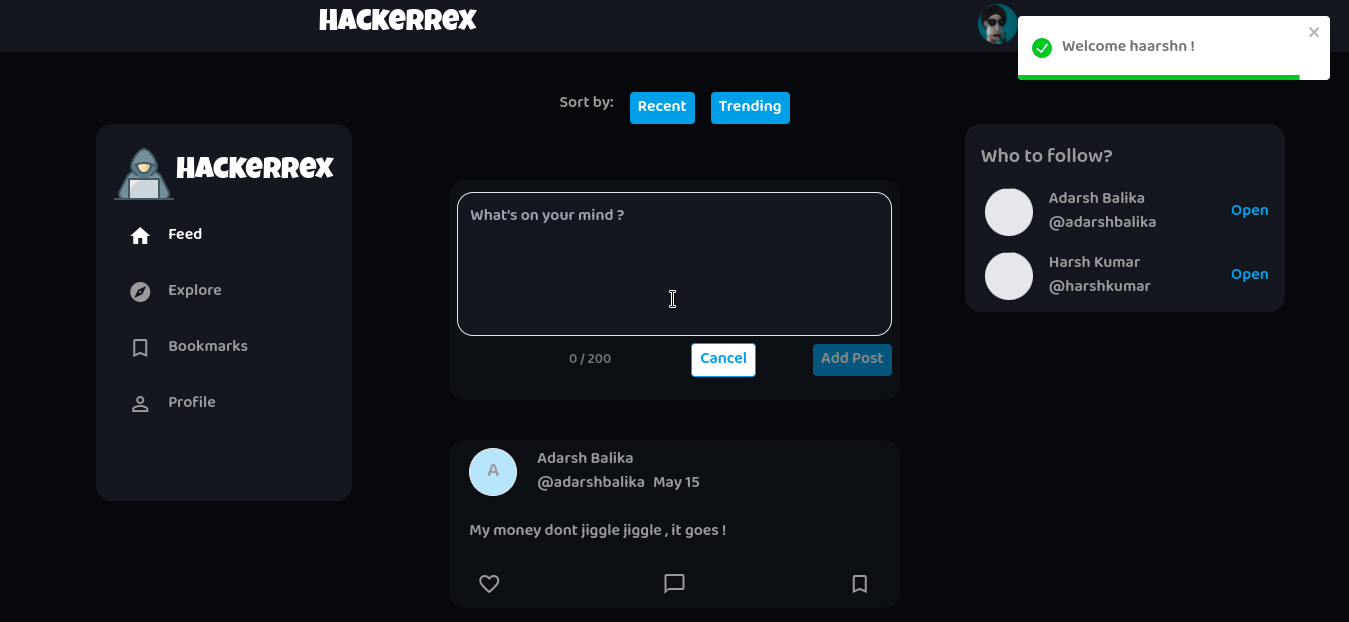 HACKERREX
Welcome haarshn !
Sort by:
Recent
Trending
HACKERREX
Feed
Explore
Bookmarks
Profile
What's on your mind ?
0 / 200
Cancel
Add Post
Adarsh Balika
@adarshbalika May 15
A
My money dont jiggle jiggle , it goes !
Who to follow?
Adarsh Balika
@adarshbalika
Open
Harsh Kumar
@harshkumar
Open